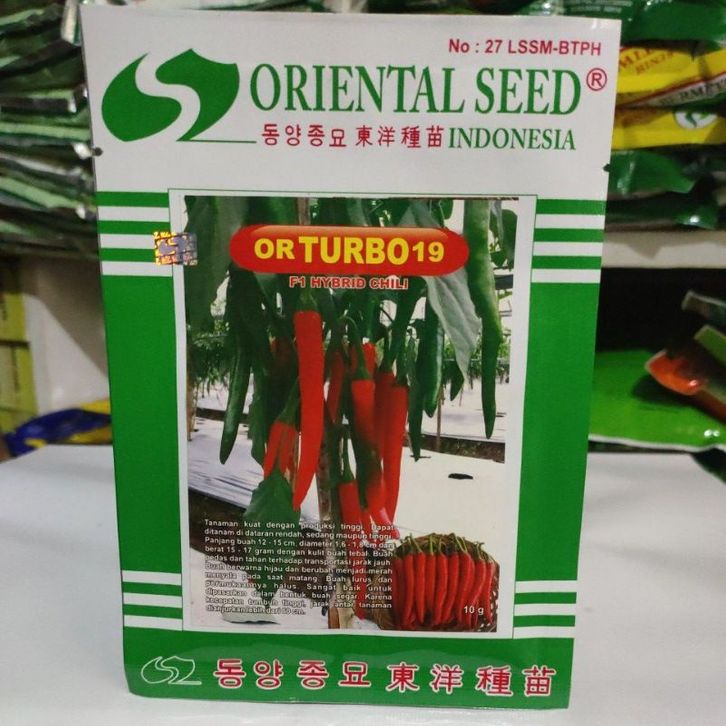 No : 27 LSSM-BTPH
ORIENTAL SEED®
동양종묘 東洋種苗 INDONESIA
OR TURBO 19
F1 HYBRID CHILI
Tanaman kuat dengan produksi tinggi. Dapat
ditanam di dataran rendah, sedang maupun tinggi.
Panjang buah 12 - 15 cm, diameter 1,6 - 1,8 cm dan
berat 15 - 17 gram dengan kulit buah tebal. Buah
pedas dan tahan terhadap transportasi jarak jauh.
Buah berwarna hijau dan berubah menjadi merah
menyala pada saat matang. Buah lurus dan
permukaannya halus. Sangat baik untuk
dipasarkan dalam bentuk buah segar. Karena
kecepatan tumbuh tinggi, jarak antar tanaman
dianjurkan lebih dari 60 cm.
10 g
동양종묘 東洋種苗